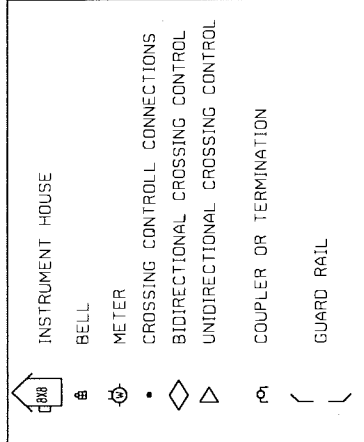 8X8 INSTRUMENT HOUSE
BELL
M METER
CROSSING CONTROLL CONNECTIONS
BIDIRECTIONAL CROSSING CONTROL
UNIDIRECTIONAL CROSSING CONTROL
COUPLER OR TERMINATION
GUARD RAIL